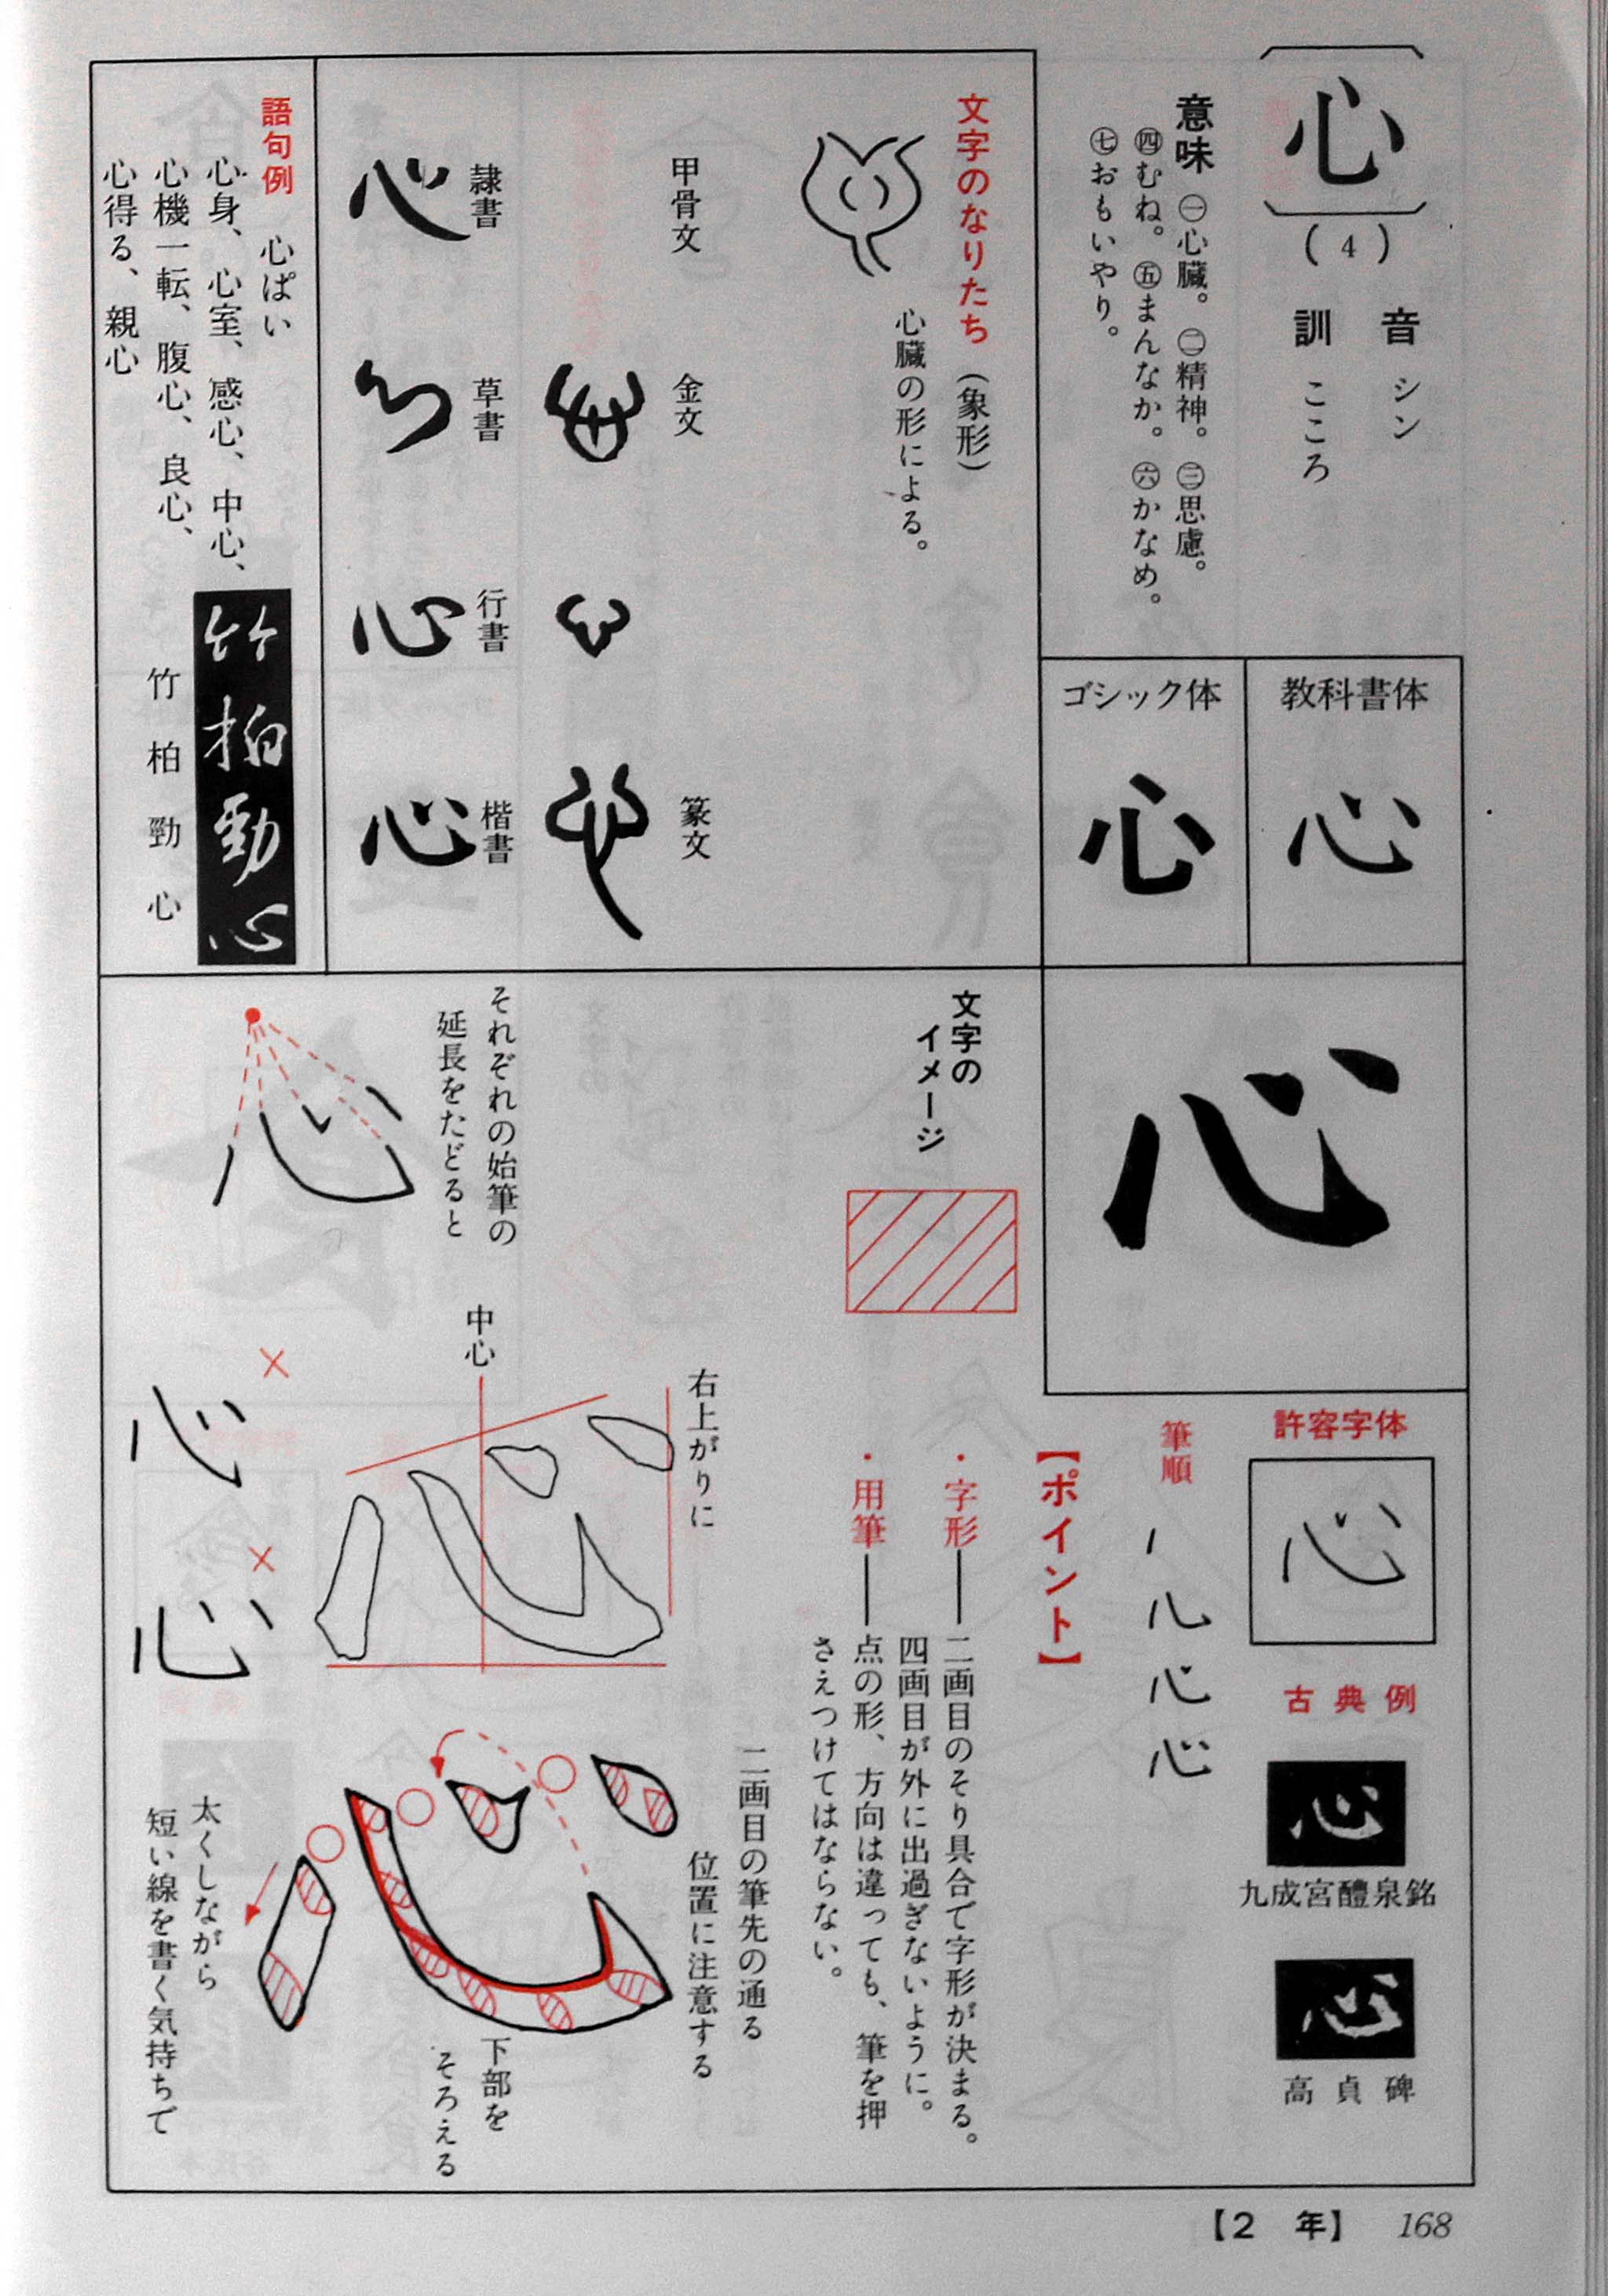 心
(4)
音 シン
訓 こころ
意味 ㊀心臓。㊁精神。㊂思慮。
㊃むね。㊄まんなか。㊅かなめ。
㊆おもいやり。
教科書体
心
ゴシック体
心
文字のなりたち（象形）
心臓の形による。
甲骨文
金文
篆文
隷書
心
草書
心
行書
心
楷書
心
語句例 心ぱい
心身、心室、感心、中心、
心機一転、腹心、良心、
心得る、親心
竹柏勁心
竹柏勁心
心
許容字体
心
古典例
心
九成宮醴泉銘
心
高貞碑
筆順
心
【ポイント】
・字形──二画目のそり具合で字形が決まる。
四画目が外に出過ぎないように。
・用筆──点の形、方向は違っても、筆を押
さえつけてはならない。
文字の
イメージ
それぞれの始筆の
延長をたどると
心
右上がりに
中心
心
×
心
×
心
二画目の筆先の通る
位置に注意する
心
下部を
そろえる
太くしながら
短い線を書く気持ちで
【2 年】 168